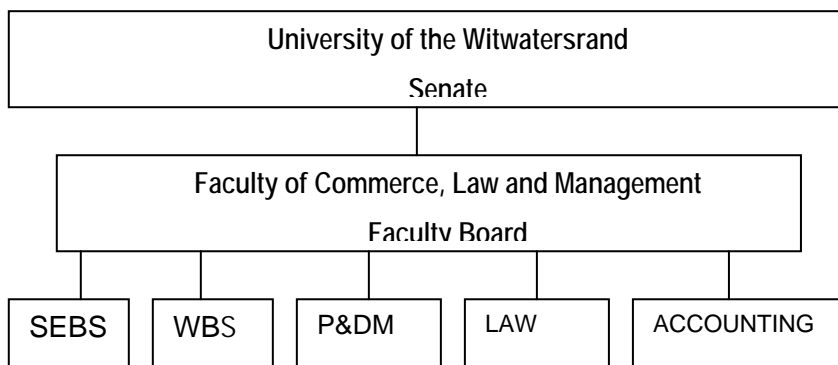 University of the Witwatersrand
Senate
Faculty of Commerce, Law and Management
Faculty Board
SEBS WBS P&DM LAW ACCOUNTING